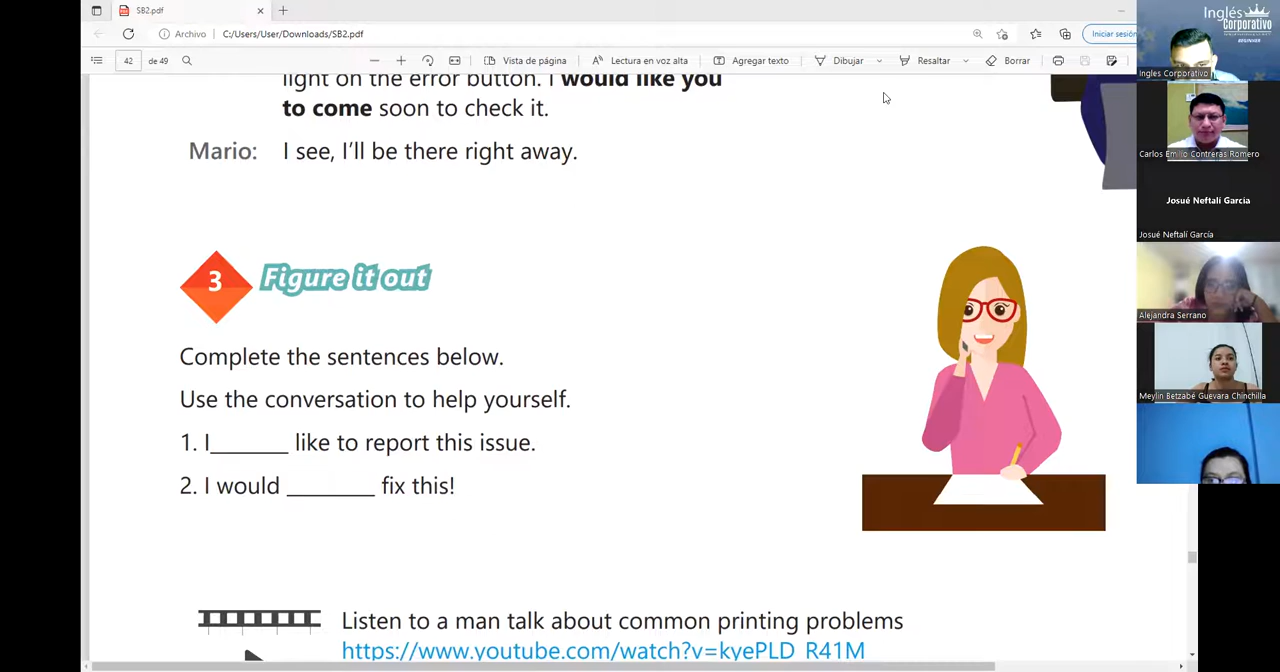 SB2.pdf
Archivo C:/Users/User/Downloads/SB2.pdf Iniciar sesión
42 de 49 Vista de página Lectura en voz alta Agregar texto Dibujar Resaltar Borrar
light on the error button. I would like you
to come soon to check it.
Mario: I see, I'll be there right away.
3 Figure it out
Complete the sentences below.
Use the conversation to help yourself.
1. I_______ like to report this issue.
2. I would ________ fix this!
Listen to a man talk about common printing problems
https://www.youtube.com/watch?v=kyePLD_R41M
Inglés
Corporativo
BEGINNER
Ingles Corporativo
Carlos Emilio Contreras Romero
Josué Neftalí Garcia
Josué Neftalí García
Alejandra Serrano
Meylin Betzabé Guevara Chinchilla